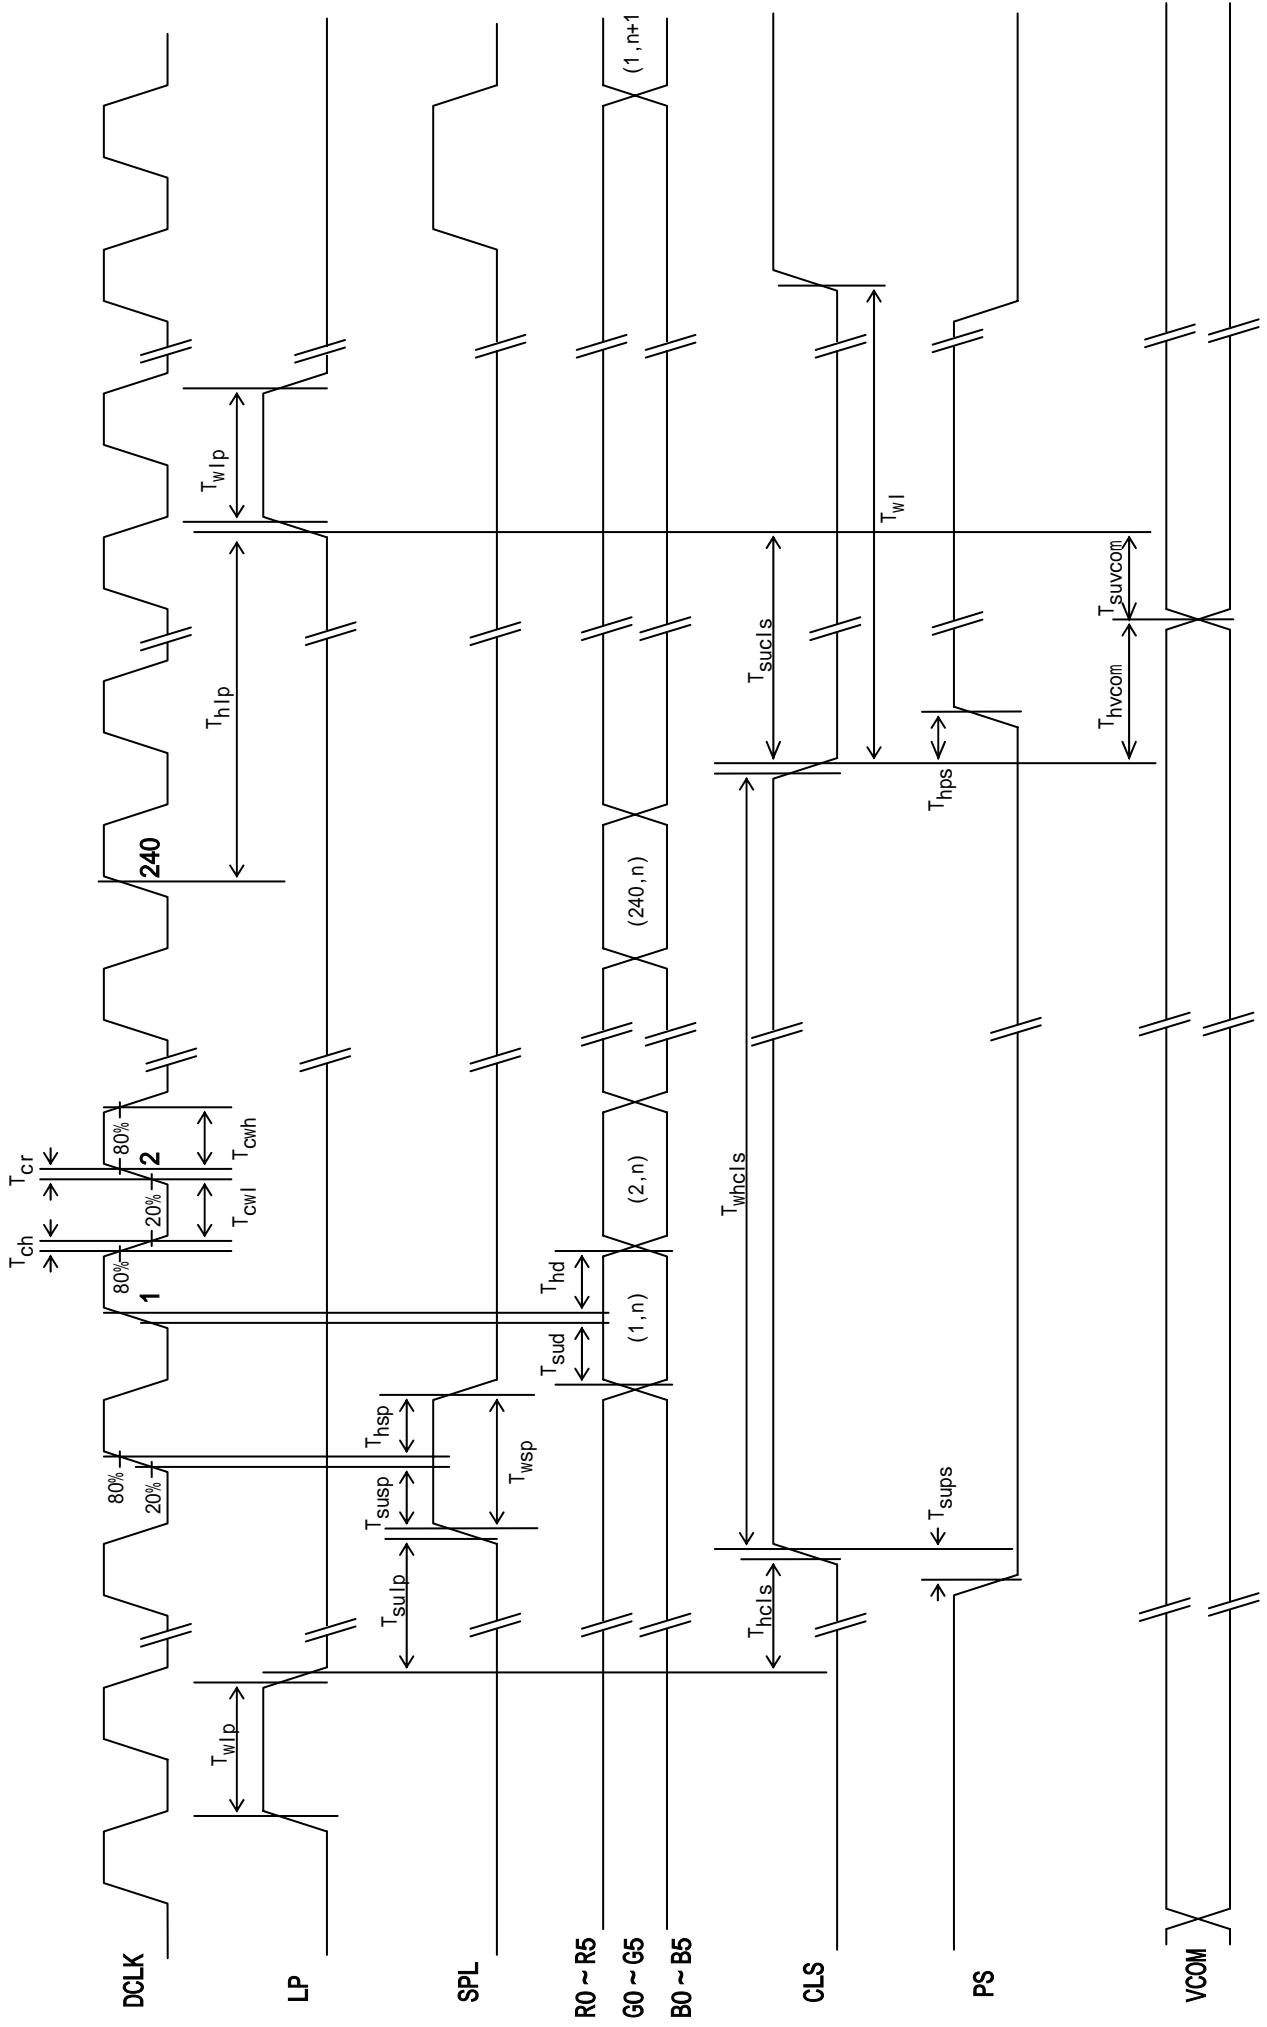 DCLK
Tch
Tcr
80%
20%
1
80%
20%
2
80%
240
Tcwl
Tcwh
LP
Twlp
Thlp
Twlp
SPL
Tsulp
Tsusp
Thsp
Twsp
R0 ~ R5
G0 ~ G5
B0 ~ B5
Tsud
Thd
(1,n)
(2,n)
(240,n)
(1,n+1
CLS
Thcls
Twhcls
Tsucls
Twl
PS
Tsups
Thps
VCOM
Thvcom
Tsuvcom